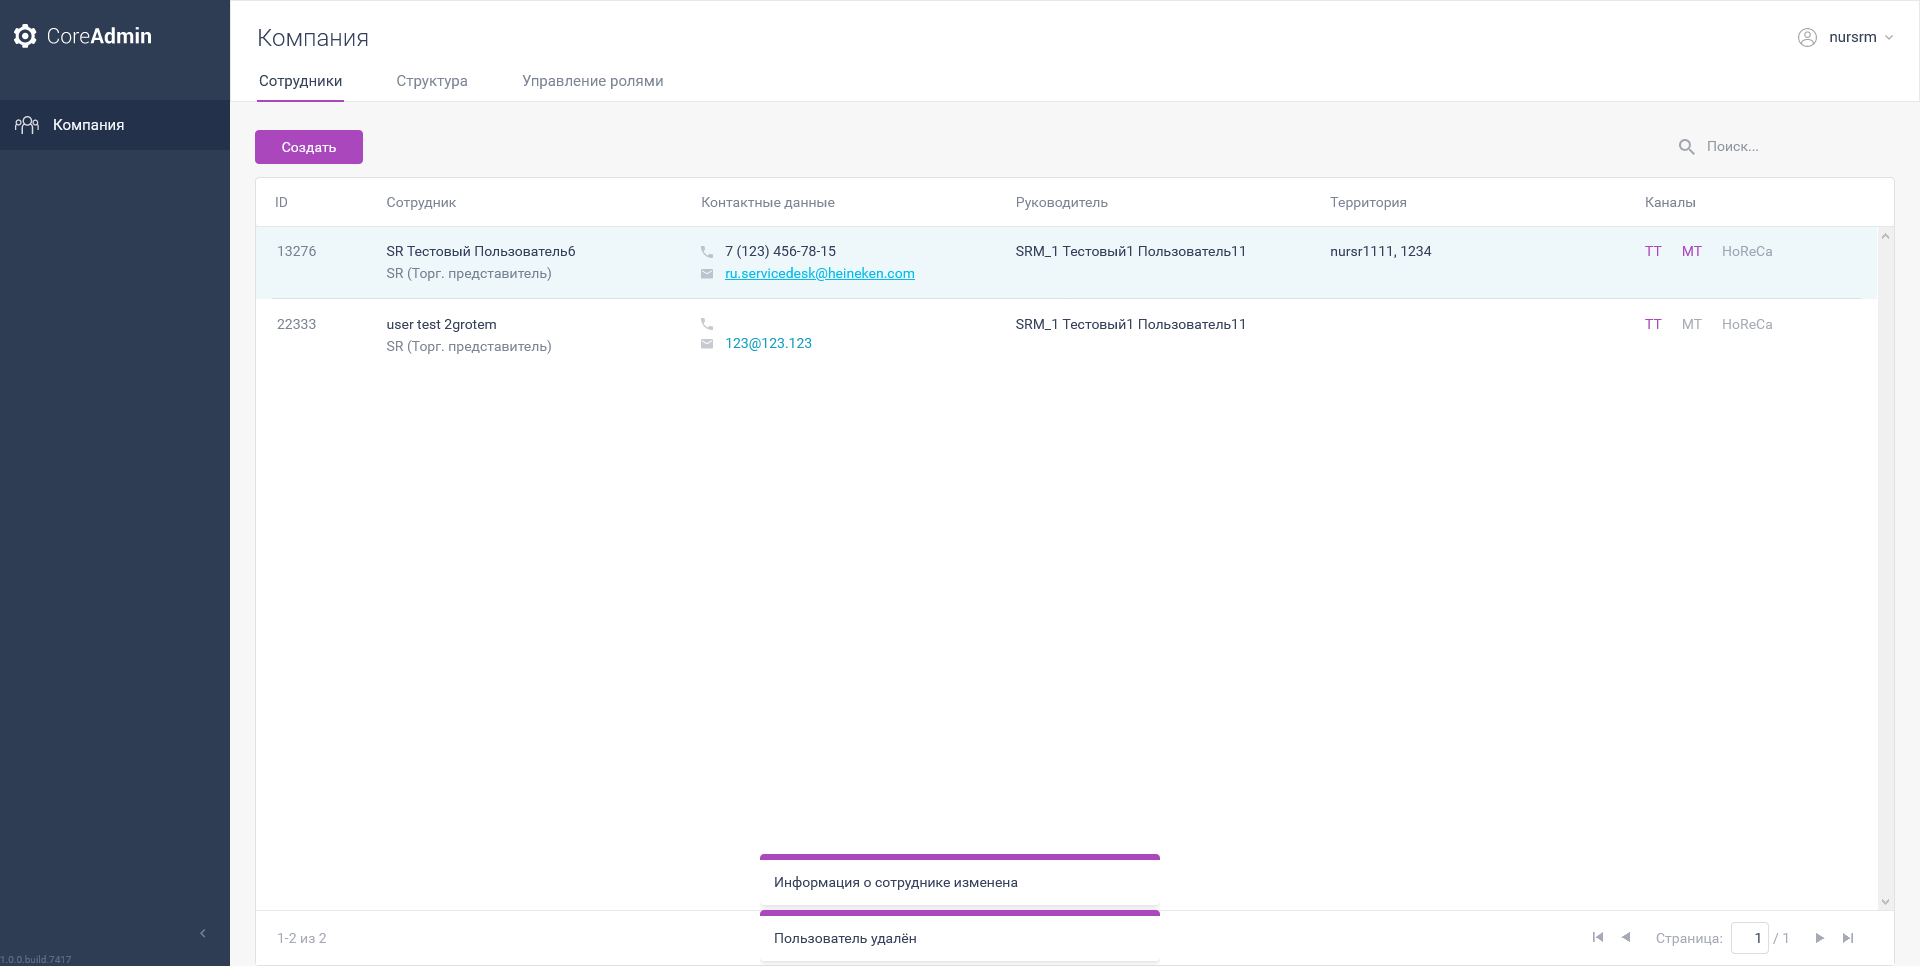 CoreAdmin
Компания
nursrm
Сотрудники Структура Управление ролями
Компания
Создать
Поиск...
ID Сотрудник Контактные данные Руководитель Территория Каналы
13276 SR Тестовый Пользователь6 7 (123) 456-78-15 SRM_1 Тестовый1 Пользователь11 nursr1111, 1234 TT MT HoReCa
SR (Торг. представитель) ru.servicedesk@heineken.com
22333 user test 2grotem SRM_1 Тестовый1 Пользователь11 TT MT HoReCa
SR (Торг. представитель) 123@123.123
Информация о сотруднике изменена
1-2 из 2 Пользователь удалён Страница: 1 / 1
1.0.0.build.7417